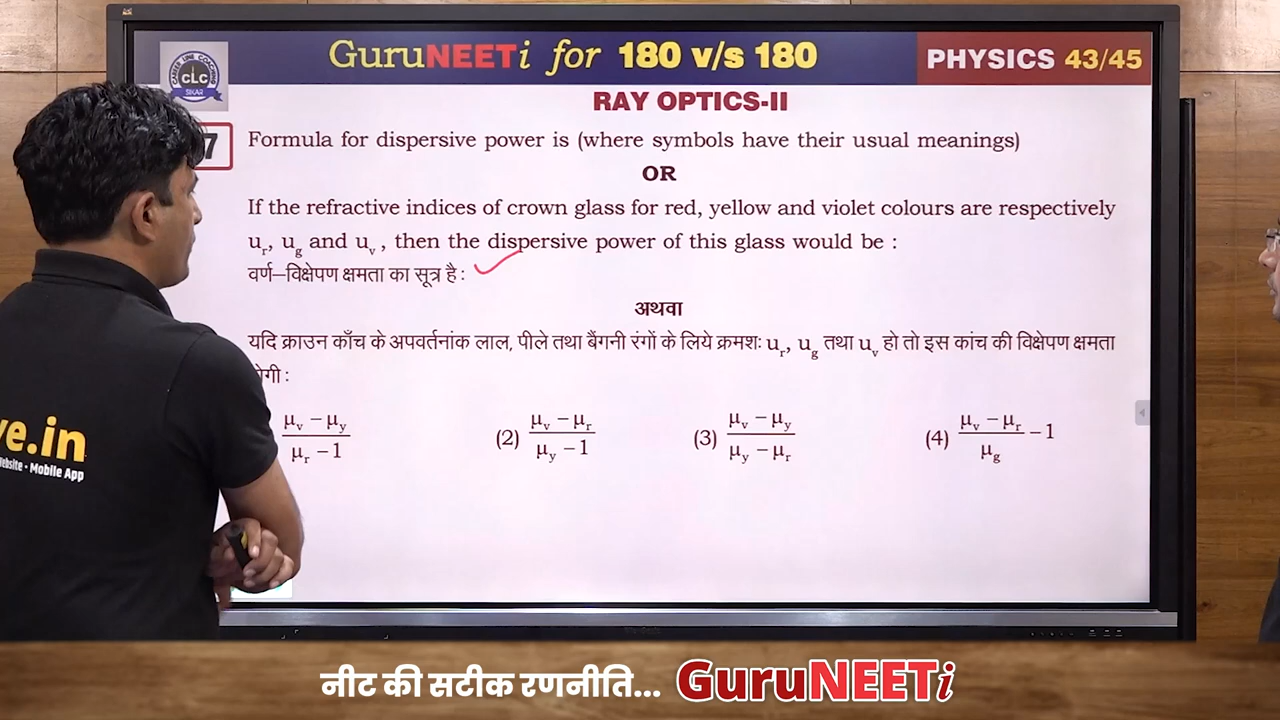 GuruNEETi for 180 v/s 180
PHYSICS 43/45
CLC
SIKAR
RAY OPTICS-II
7
Formula for dispersive power is (where symbols have their usual meanings)
OR
If the refractive indices of crown glass for red, yellow and violet colours are respectively
u_r, u_g and u_v, then the dispersive power of this glass would be :
वर्ण–विक्षेपण क्षमता का सूत्र है :
अथवा
यदि क्राउन काँच के अपवर्तनांक लाल, पीले तथा बैंगनी रंगों के लिये क्रमशः u_r, u_g तथा u_v हो तो इस कांच की विक्षेपण क्षमता
ोगी :
(μ_v – μ_y)/(μ_r – 1) (2) (μ_v – μ_r)/(μ_y – 1) (3) (μ_v – μ_y)/(μ_y – μ_r) (4) (μ_v – μ_r)/μ_g – 1
ve.in
Website • Mobile App
नीट की सटीक रणनीति... GuruNEETi